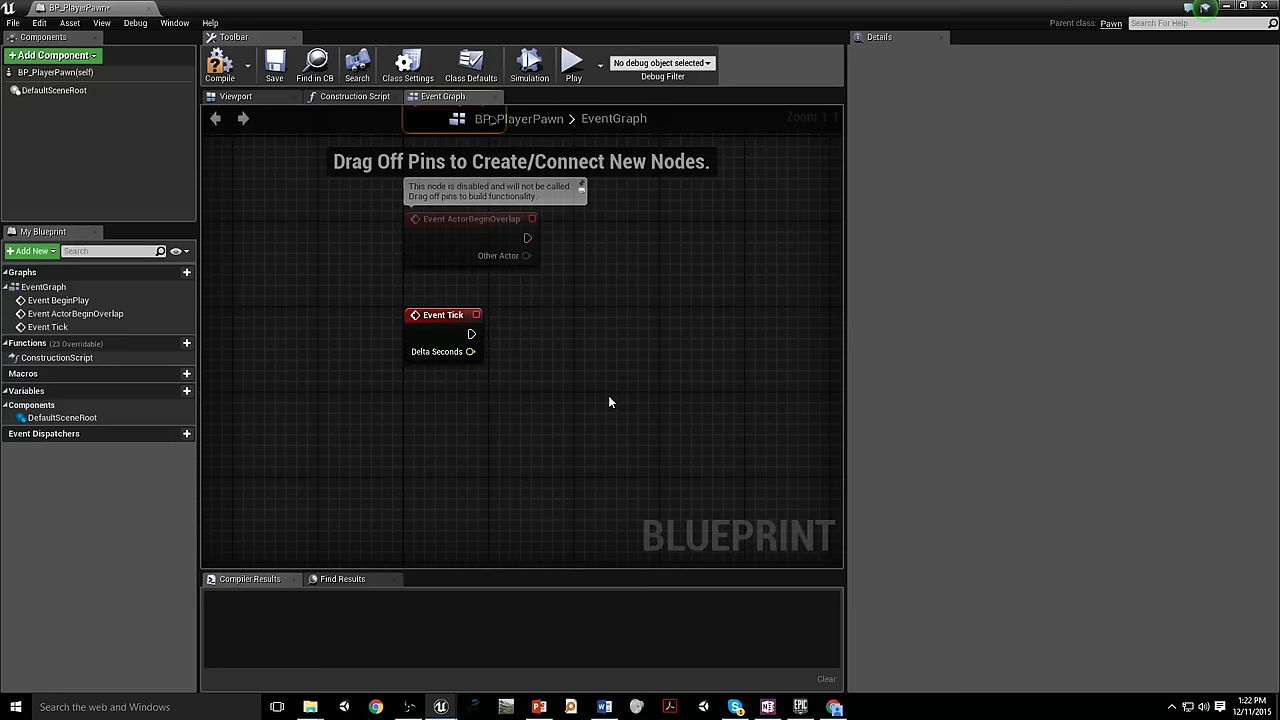 BP_PlayerPawn*
File Edit Asset View Debug Window Help
Parent class: Pawn Search For Help
Components
Toolbar
Details
+Add Component
BP_PlayerPawn(self)
DefaultSceneRoot
Compile
Save
Find in CB
Search
Class Settings
Class Defaults
Simulation
Play
No debug object selected
Debug Filter
Viewport
Construction Script
Event Graph
BP_PlayerPawn > EventGraph
Zoom 1:1
Drag Off Pins to Create/Connect New Nodes.
This node is disabled and will not be called.
Drag off pins to build functionality.
Event ActorBeginOverlap
Other Actor
Event Tick
Delta Seconds
BLUEPRINT
My Blueprint
+Add New Search
Graphs
EventGraph
Event BeginPlay
Event ActorBeginOverlap
Event Tick
Functions (23 Overridable)
ConstructionScript
Macros
Variables
Components
DefaultSceneRoot
Event Dispatchers
Compiler Results
Find Results
Clear
Search the web and Windows
1:22 PM
12/11/2015